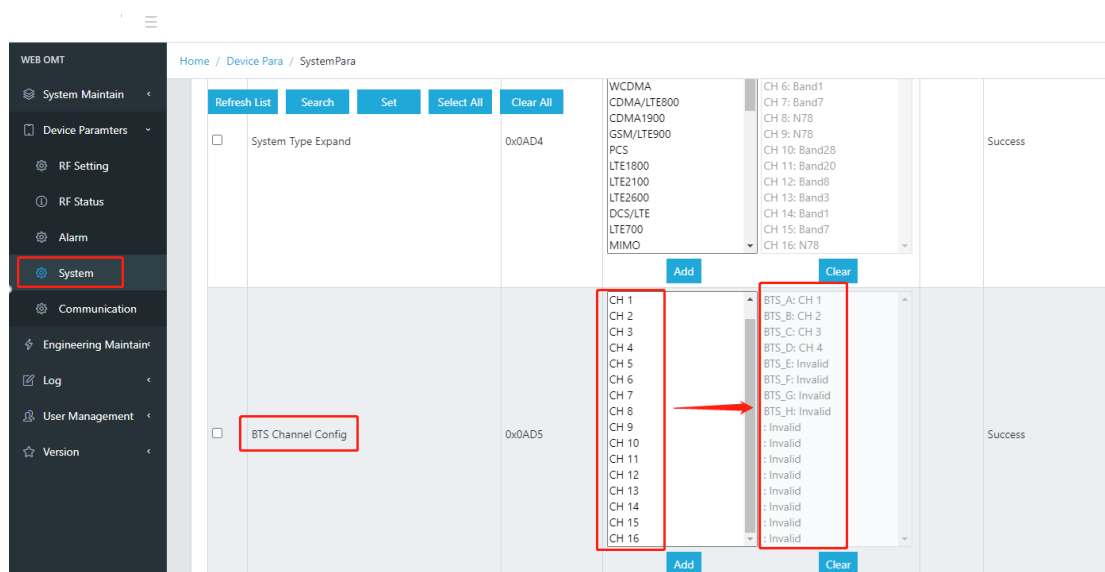 WEB OMT
Home / Device Para / SystemPara
System Maintain
Device Paramters
RF Setting
RF Status
Alarm
System
Communication
Engineering Maintain
Log
User Management
Version
Refresh List Search Set Select All Clear All
System Type Expand
0x0AD4
WCDMA
CDMA/LTE800
CDMA1900
GSM/LTE900
PCS
LTE1800
LTE2100
LTE2600
DCS/LTE
LTE700
MIMO
CH 6: Band1
CH 7: Band7
CH 8: N78
CH 9: N78
CH 10: Band28
CH 11: Band20
CH 12: Band8
CH 13: Band3
CH 14: Band1
CH 15: Band7
CH 16: N78
Success
Add Clear
BTS Channel Config
0x0AD5
CH 1
CH 2
CH 3
CH 4
CH 5
CH 6
CH 7
CH 8
CH 9
CH 10
CH 11
CH 12
CH 13
CH 14
CH 15
CH 16
BTS_A: CH 1
BTS_B: CH 2
BTS_C: CH 3
BTS_D: CH 4
BTS_E: Invalid
BTS_F: Invalid
BTS_G: Invalid
BTS_H: Invalid
: Invalid
: Invalid
: Invalid
: Invalid
: Invalid
: Invalid
: Invalid
: Invalid
Success
Add Clear